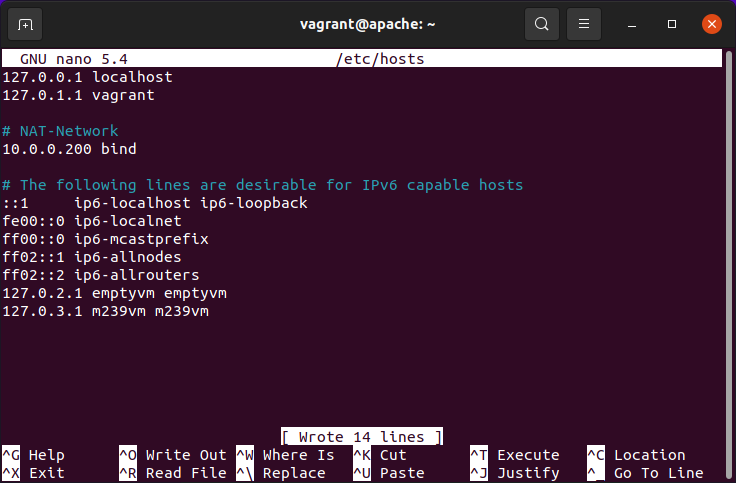 vagrant@apache: ~
GNU nano 5.4 /etc/hosts
127.0.0.1 localhost
127.0.1.1 vagrant
# NAT-Network
10.0.0.200 bind
# The following lines are desirable for IPv6 capable hosts
::1     ip6-localhost ip6-loopback
fe00::0 ip6-localnet
ff00::0 ip6-mcastprefix
ff02::1 ip6-allnodes
ff02::2 ip6-allrouters
127.0.2.1 emptyvm emptyvm
127.0.3.1 m239vm m239vm
[ Wrote 14 lines ]
^G Help ^O Write Out ^W Where Is ^K Cut ^T Execute ^C Location
^X Exit ^R Read File ^\ Replace ^U Paste ^J Justify ^_ Go To Line